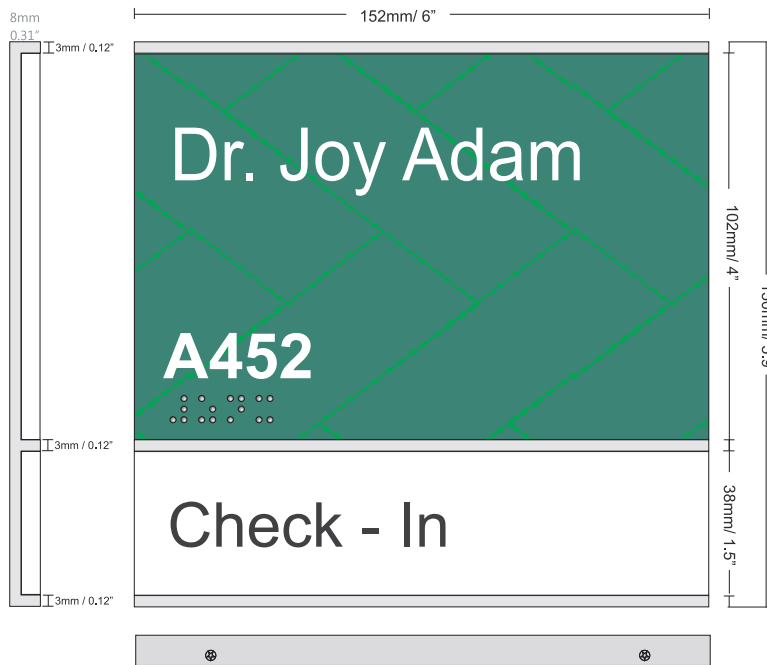 8mm
0.31"
152mm/ 6"
3mm / 0.12"
Dr. Joy Adam
102mm/ 4"
A452
3mm / 0.12"
38mm/ 1.5"
Check - In
3mm / 0.12"